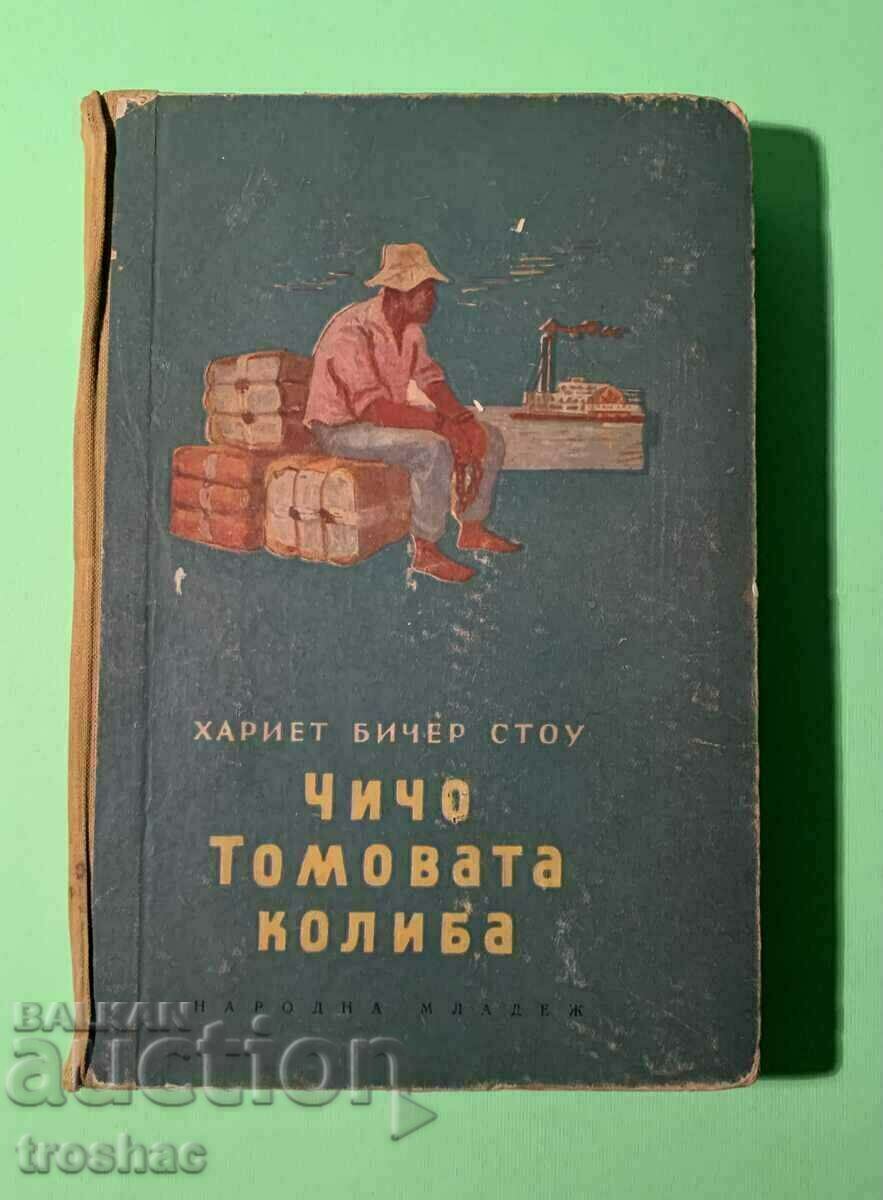 ХАРИЕТ БИЧЕР СТОУ
ЧИЧО
ТОМОВАТА
КОЛИБА
НАРОДНА МЛАДЕЖ
BALKAN
auction
troshac